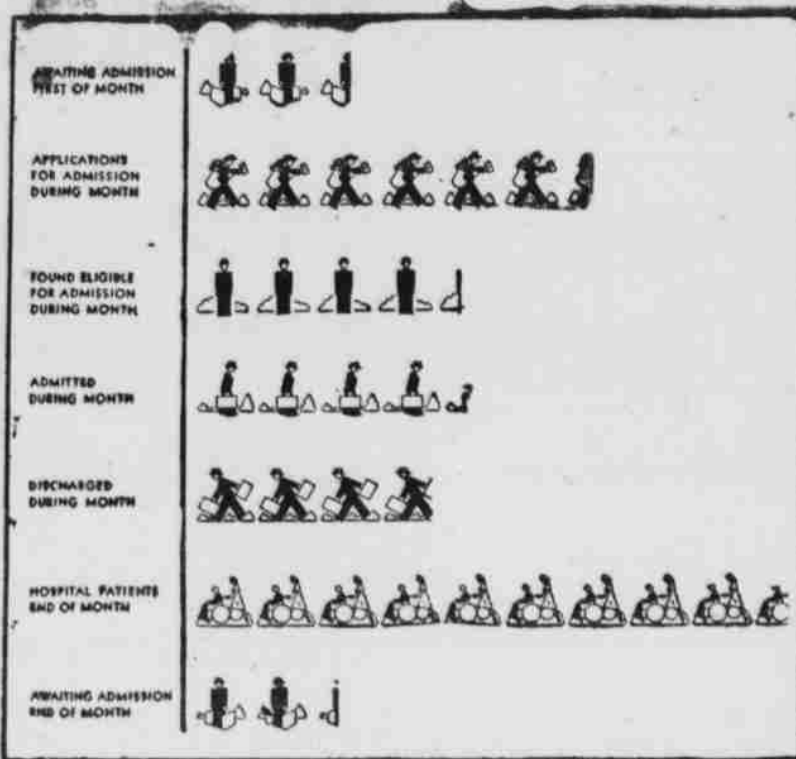 AWAITING ADMISSION
FIRST OF MONTH
APPLICATIONS
FOR ADMISSION
DURING MONTH
FOUND ELIGIBLE
FOR ADMISSION
DURING MONTH
ADMITTED
DURING MONTH
DISCHARGED
DURING MONTH
HOSPITAL PATIENTS
END OF MONTH
AWAITING ADMISSION
END OF MONTH